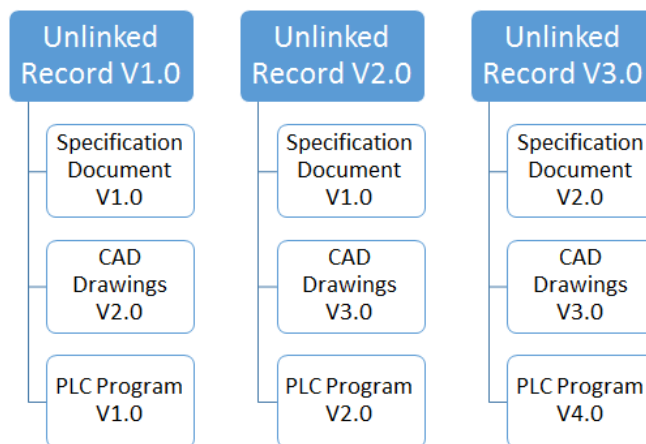 Unlinked
Record V1.0
Specification
Document
V1.0
CAD
Drawings
V2.0
PLC Program
V1.0
Unlinked
Record V2.0
Specification
Document
V1.0
CAD
Drawings
V3.0
PLC Program
V2.0
Unlinked
Record V3.0
Specification
Document
V2.0
CAD
Drawings
V3.0
PLC Program
V4.0